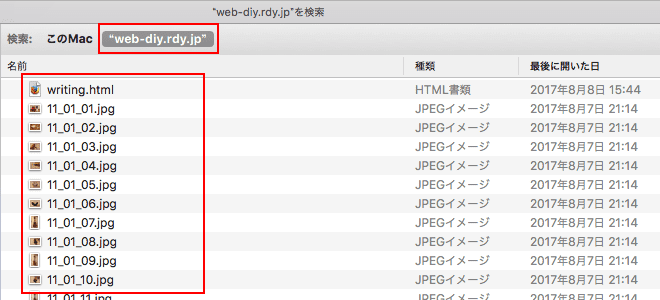 "web-diy.rdy.jp"を検索
検索: このMac "web-diy.rdy.jp"
名前 種類 最後に開いた日
writing.html HTML書類 2017年8月8日 15:44
11_01_01.jpg JPEGイメージ 2017年8月7日 21:14
11_01_02.jpg JPEGイメージ 2017年8月7日 21:14
11_01_03.jpg JPEGイメージ 2017年8月7日 21:14
11_01_04.jpg JPEGイメージ 2017年8月7日 21:14
11_01_05.jpg JPEGイメージ 2017年8月7日 21:14
11_01_06.jpg JPEGイメージ 2017年8月7日 21:14
11_01_07.jpg JPEGイメージ 2017年8月7日 21:14
11_01_08.jpg JPEGイメージ 2017年8月7日 21:14
11_01_09.jpg JPEGイメージ 2017年8月7日 21:14
11_01_10.jpg JPEGイメージ 2017年8月7日 21:14
11_01_11.jpg JPEGイメージ 2017年8月7日 21:14